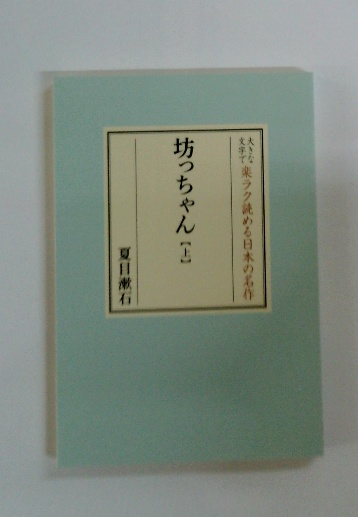 大きな
文字で
楽ラク読める日本の名作
坊っちゃん【上】
夏目漱石